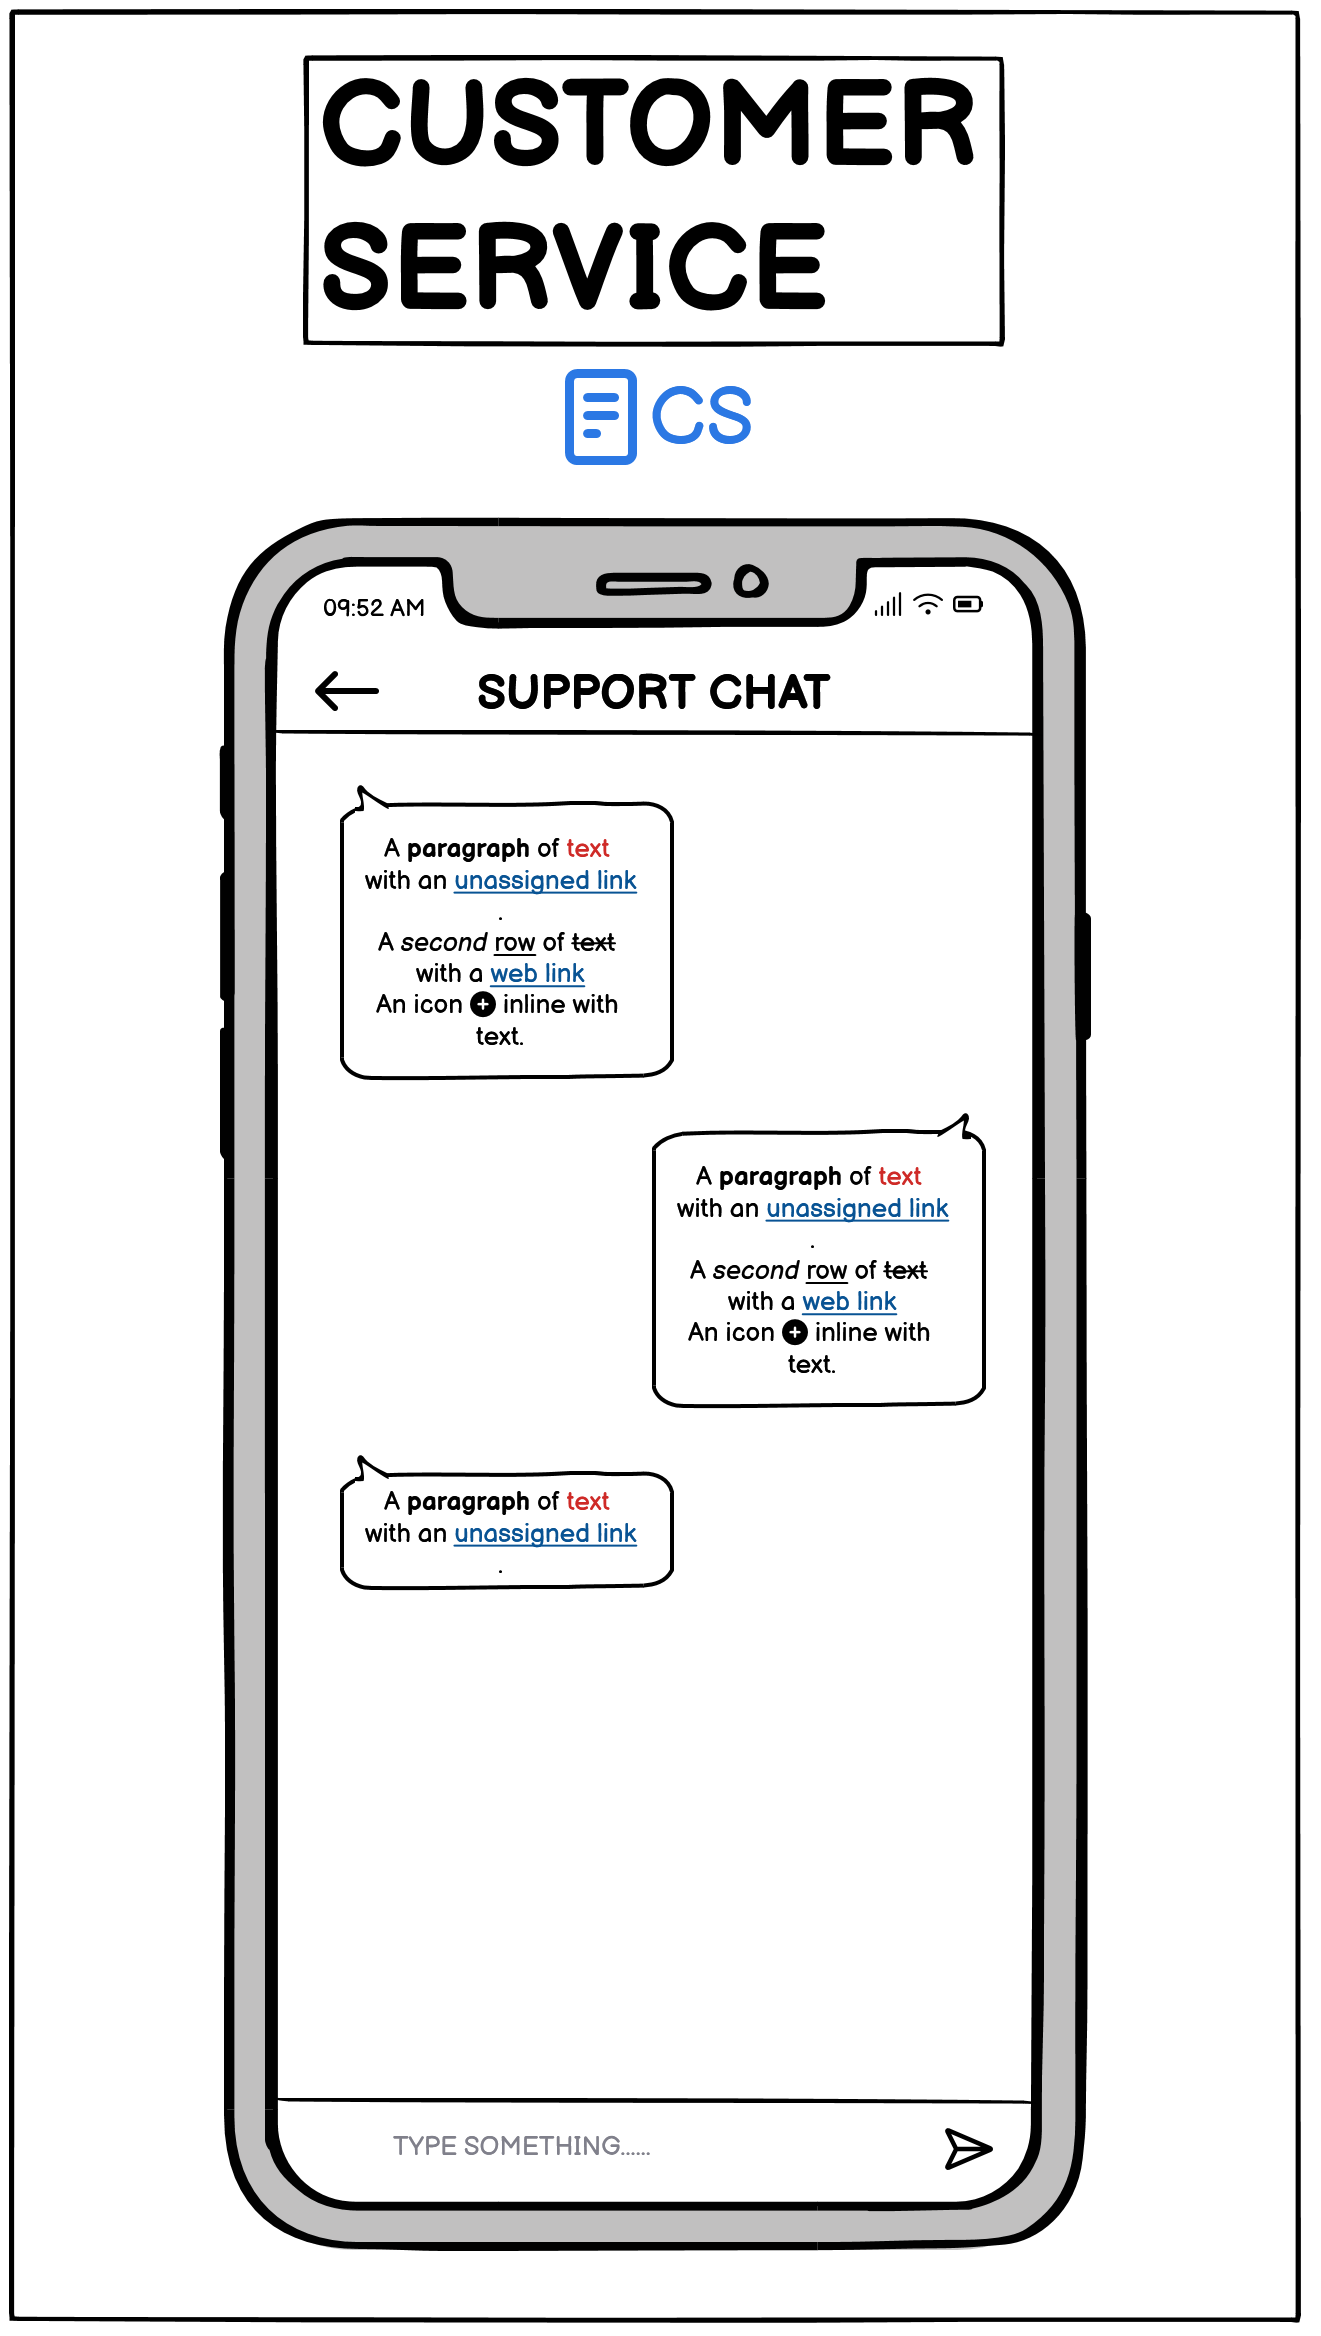 CUSTOMER
SERVICE
CS
09:52 AM
SUPPORT CHAT
A paragraph of text
with an unassigned link
.
A second row of text
with a web link
An icon inline with
text.
A paragraph of text
with an unassigned link
.
A second row of text
with a web link
An icon inline with
text.
A paragraph of text
with an unassigned link
.
TYPE SOMETHING......